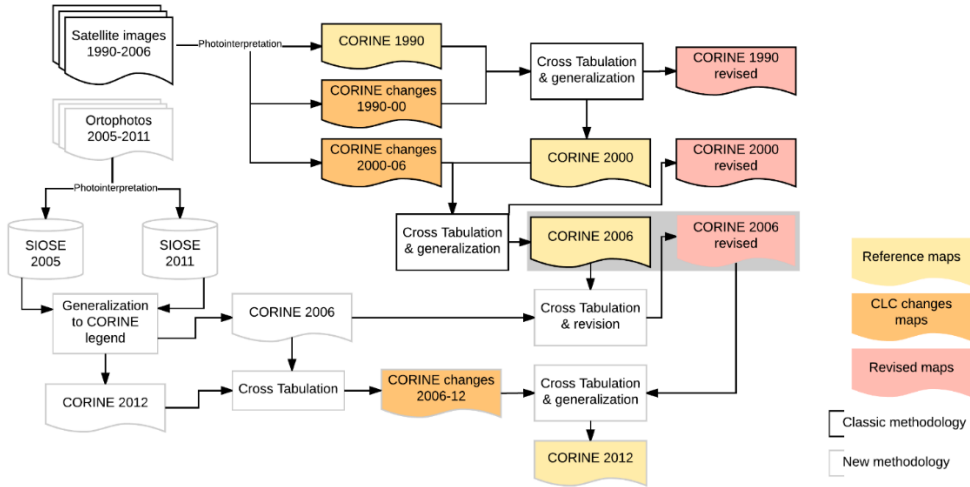 Satellite images
1990-2006
Photointerpretation
CORINE 1990
Cross Tabulation
& generalization
CORINE 1990
revised
CORINE changes
1990-00
Ortophotos
2005-2011
CORINE changes
2000-06
CORINE 2000
CORINE 2000
revised
Photointerpretation
SIOSE
2005
SIOSE
2011
Cross Tabulation
& generalization
CORINE 2006
CORINE 2006
revised
Reference maps
Generalization
to CORINE
legend
CORINE 2006
Cross Tabulation
& revision
CLC changes
maps
CORINE 2012
Cross Tabulation
CORINE changes
2006-12
Cross Tabulation
& generalization
Revised maps
Classic methodology
CORINE 2012
New methodology